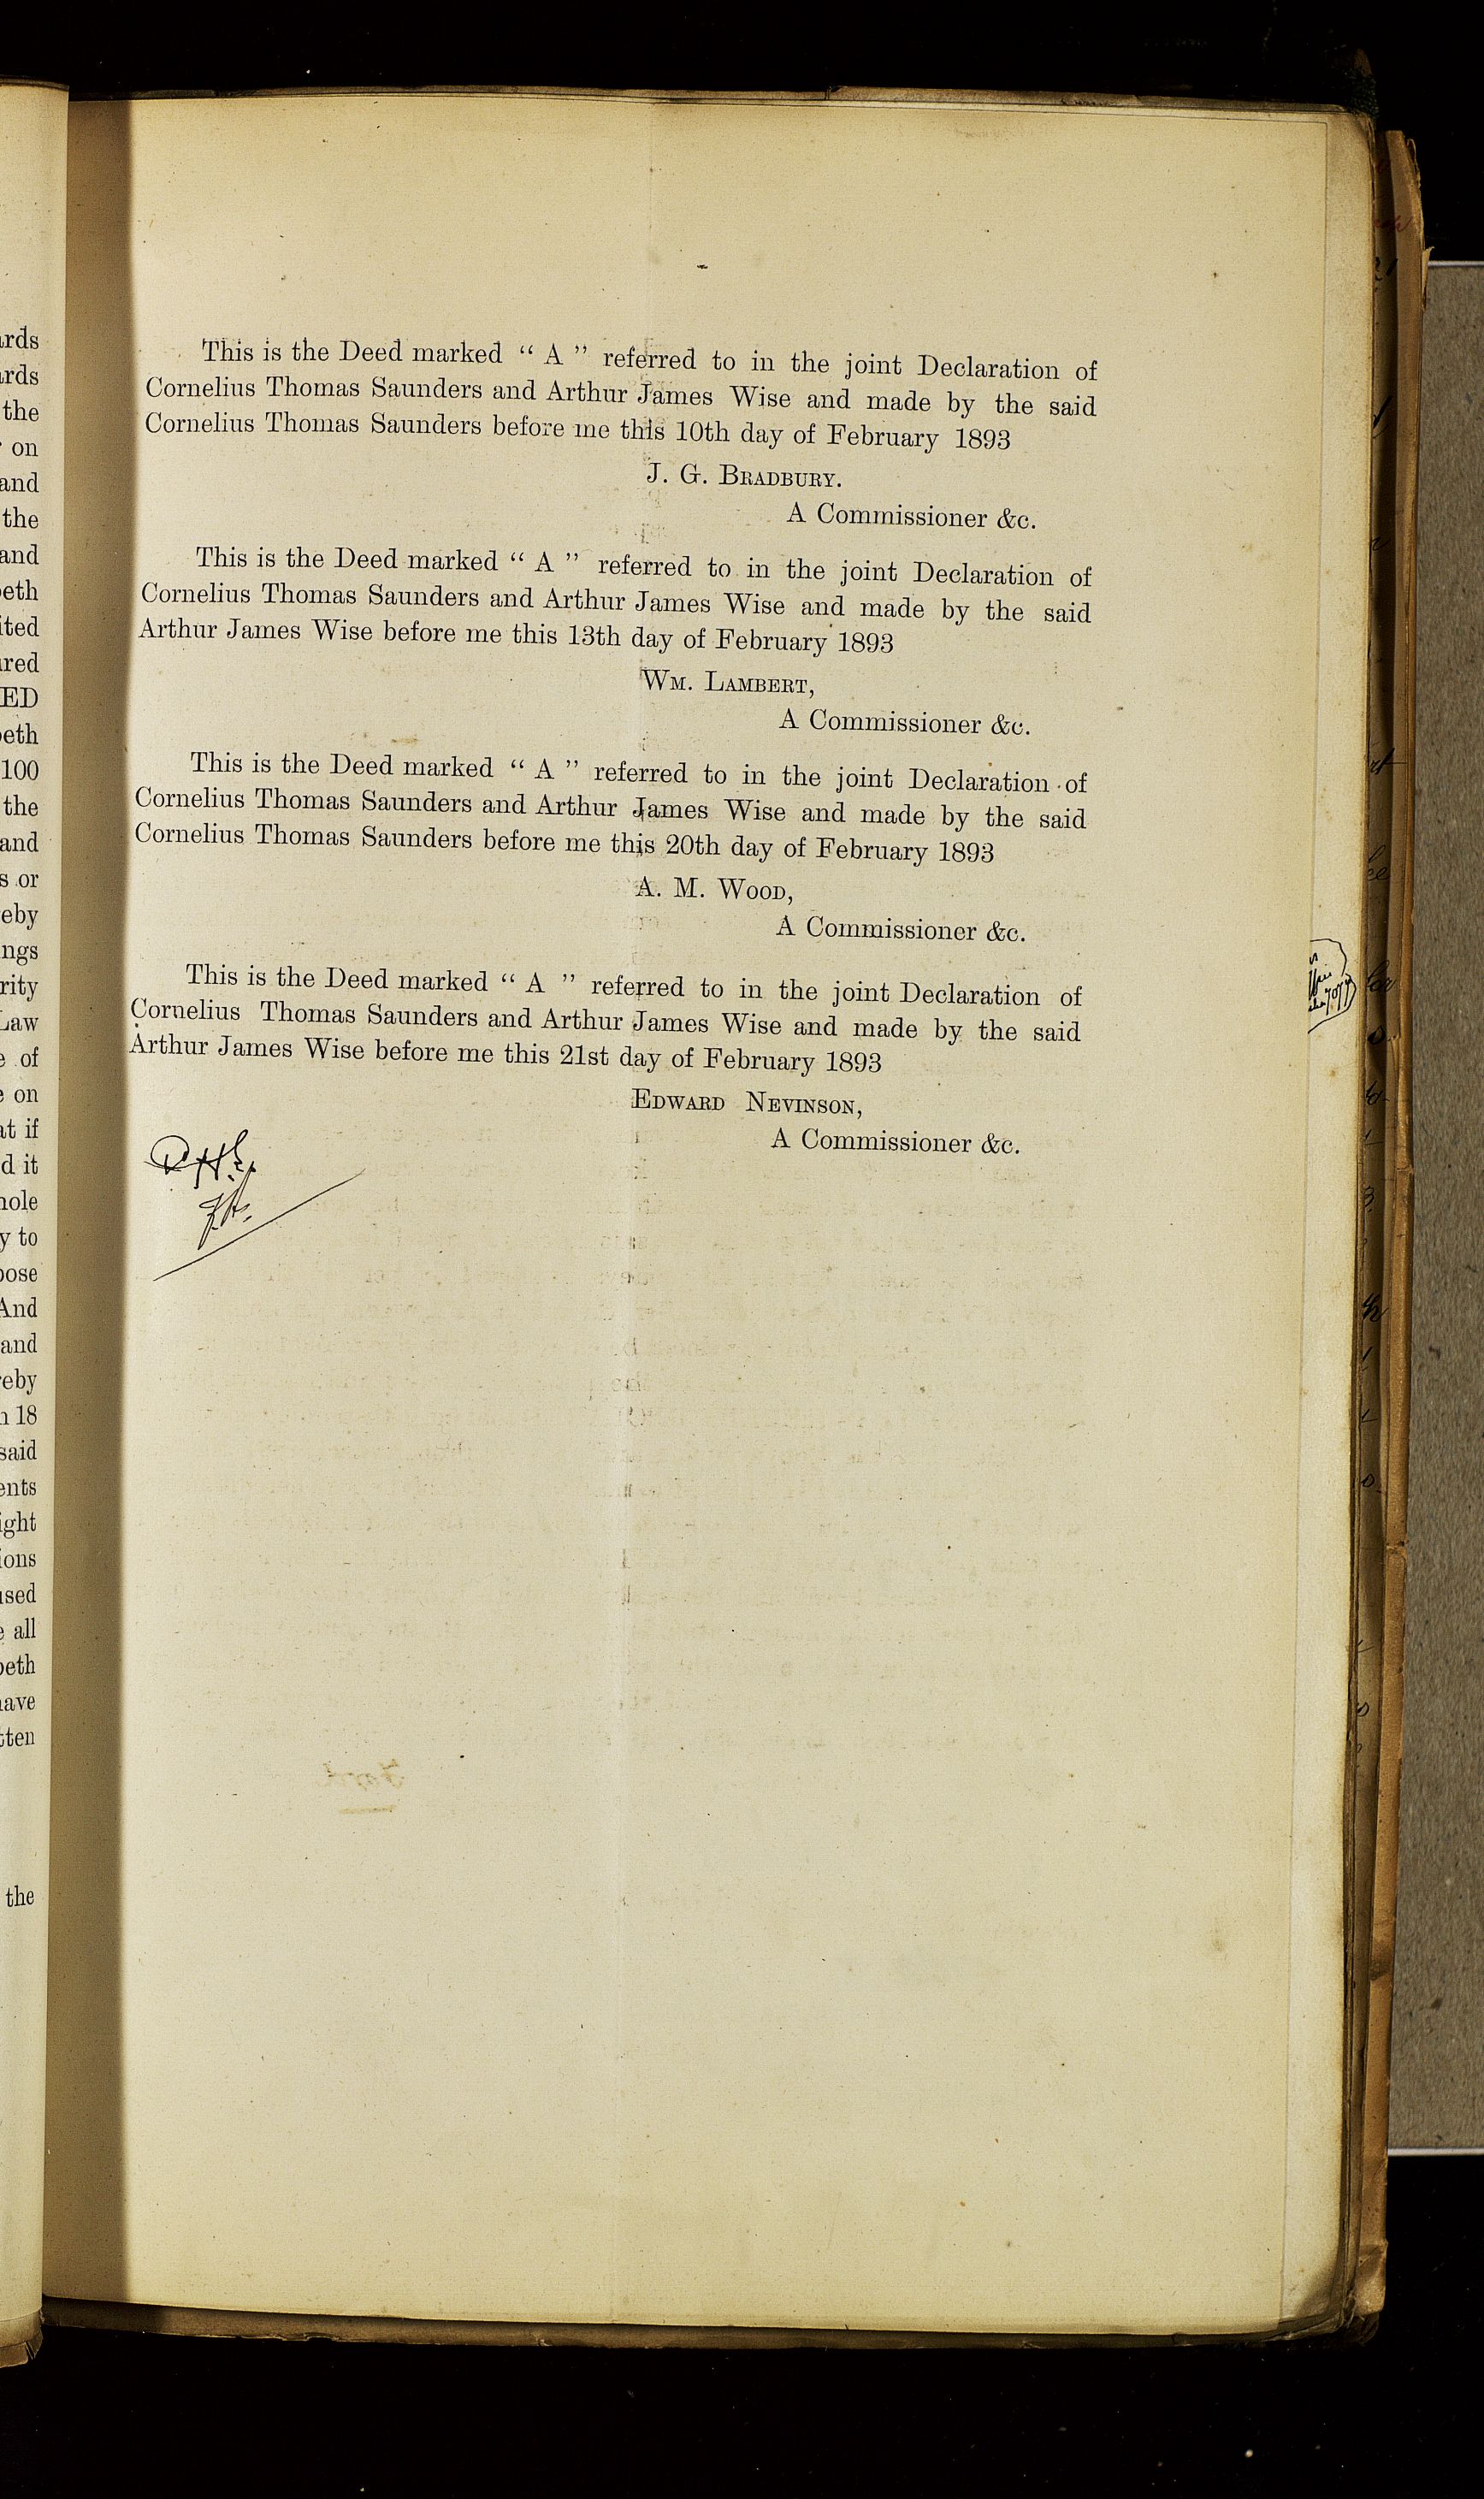 This is the Deed marked “ A ” referred to in the joint Declaration of
Cornelius Thomas Saunders and Arthur James Wise and made by the said
Cornelius Thomas Saunders before me this 10th day of February 1893
J. G. BRADBURY.
A Commissioner &c.
This is the Deed marked “ A ” referred to in the joint Declaration of
Cornelius Thomas Saunders and Arthur James Wise and made by the said
Arthur James Wise before me this 13th day of February 1893
WM. LAMBERT,
A Commissioner &c.
This is the Deed marked “ A ” referred to in the joint Declaration of
Cornelius Thomas Saunders and Arthur James Wise and made by the said
Cornelius Thomas Saunders before me this 20th day of February 1893
A. M. WOOD,
A Commissioner &c.
This is the Deed marked “ A ” referred to in the joint Declaration of
Cornelius Thomas Saunders and Arthur James Wise and made by the said
Arthur James Wise before me this 21st day of February 1893
EDWARD NEVINSON,
A Commissioner &c.